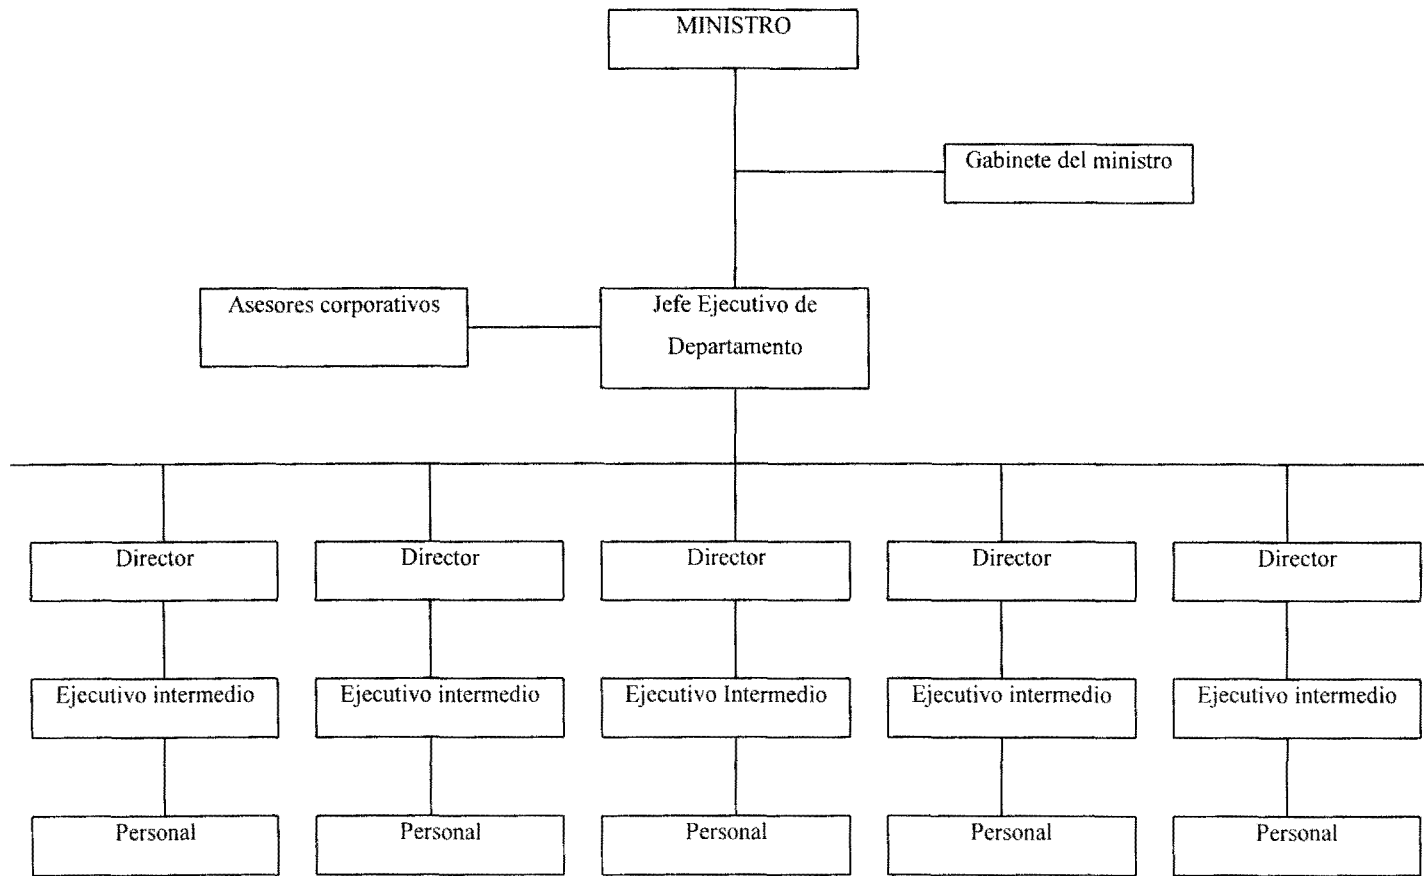 MINISTRO
Gabinete del ministro
Asesores corporativos
Jefe Ejecutivo de
Departamento
Director
Director
Director
Director
Director
Ejecutivo intermedio
Ejecutivo intermedio
Ejecutivo Intermedio
Ejecutivo intermedio
Ejecutivo intermedio
Personal
Personal
Personal
Personal
Personal